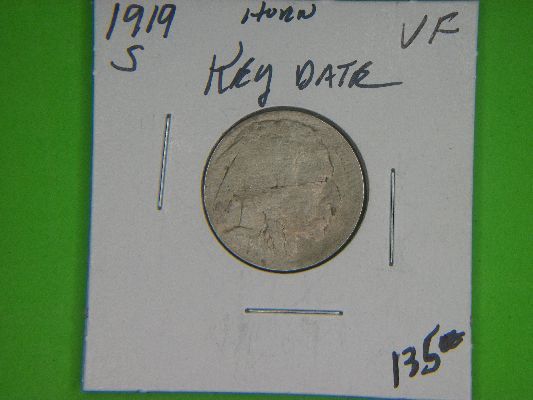 1919 HORN VF
S
KEY DATE
135